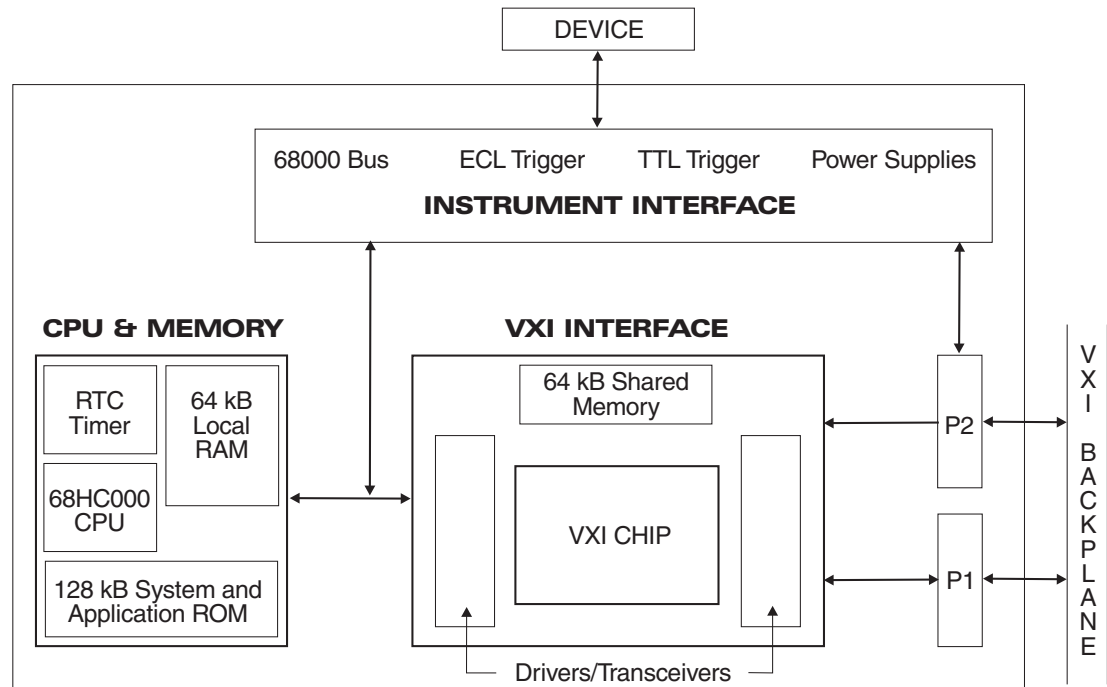 DEVICE
68000 Bus
ECL Trigger
TTL Trigger
Power Supplies
INSTRUMENT INTERFACE
CPU & MEMORY
VXI INTERFACE
RTC
Timer
64 kB
Local
RAM
68HC000
CPU
128 kB System and
Application ROM
64 kB Shared
Memory
VXI CHIP
Drivers/Transceivers
P2
P1
VXI BACKPLANE